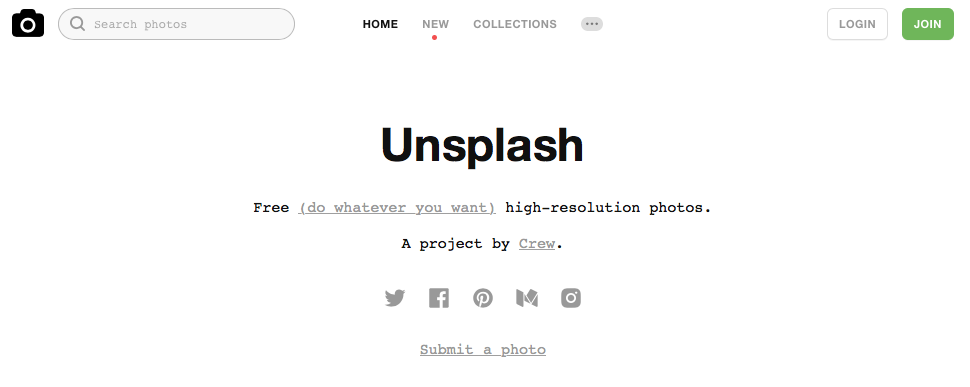 Search photos
HOME NEW COLLECTIONS
LOGIN JOIN
Unsplash
Free (do whatever you want) high-resolution photos.
A project by Crew.
Submit a photo